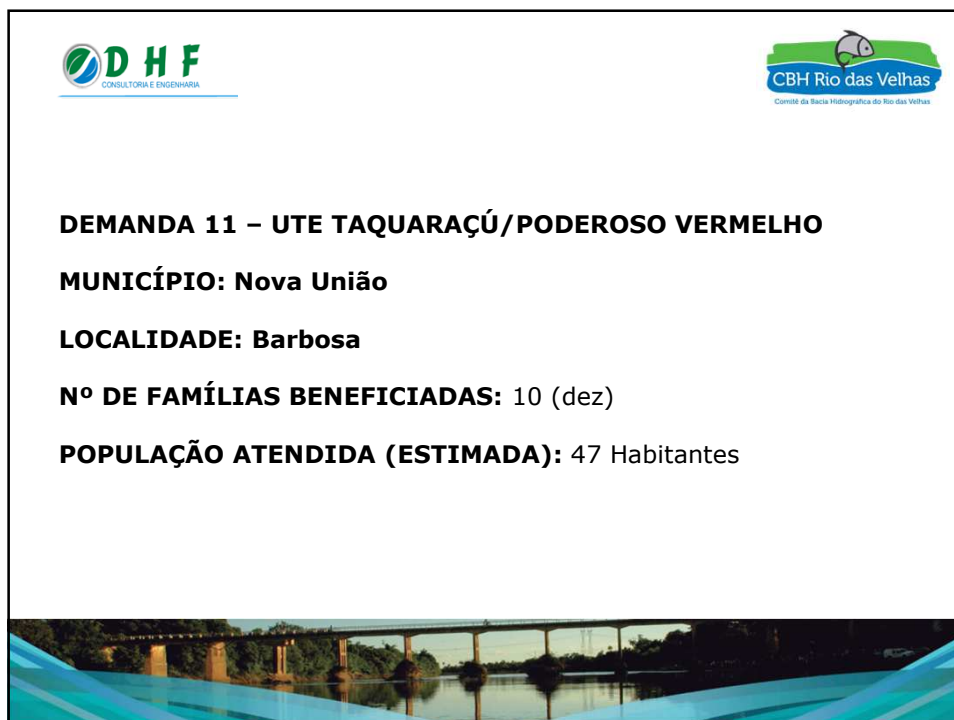 DHF
CONSULTORIA E ENGENHARIA
CBH Rio das Velhas
Comitê da Bacia Hidrográfica do Rio das Velhas
DEMANDA 11 – UTE TAQUARAÇÚ/PODEROSO VERMELHO
MUNICÍPIO: Nova União
LOCALIDADE: Barbosa
Nº DE FAMÍLIAS BENEFICIADAS: 10 (dez)
POPULAÇÃO ATENDIDA (ESTIMADA): 47 Habitantes